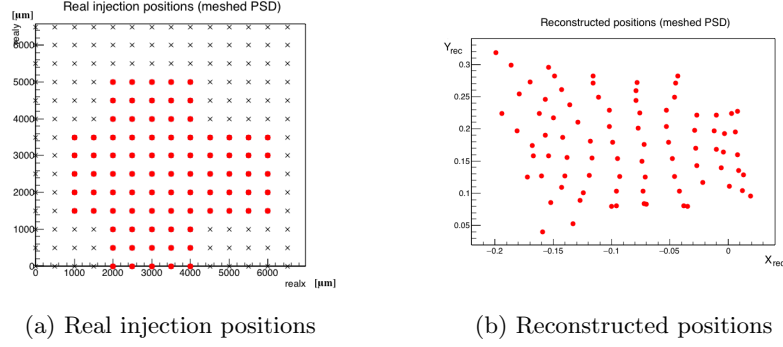 Real injection positions (meshed PSD)
[μm]
realy
6000
5000
4000
3000
2000
1000
0
0 1000 2000 3000 4000 5000 6000
realx [μm]
(a) Real injection positions
Reconstructed positions (meshed PSD)
Yrec
0.3
0.25
0.2
0.15
0.1
0.05
−0.2 −0.15 −0.1 −0.05 0
Xrec
(b) Reconstructed positions